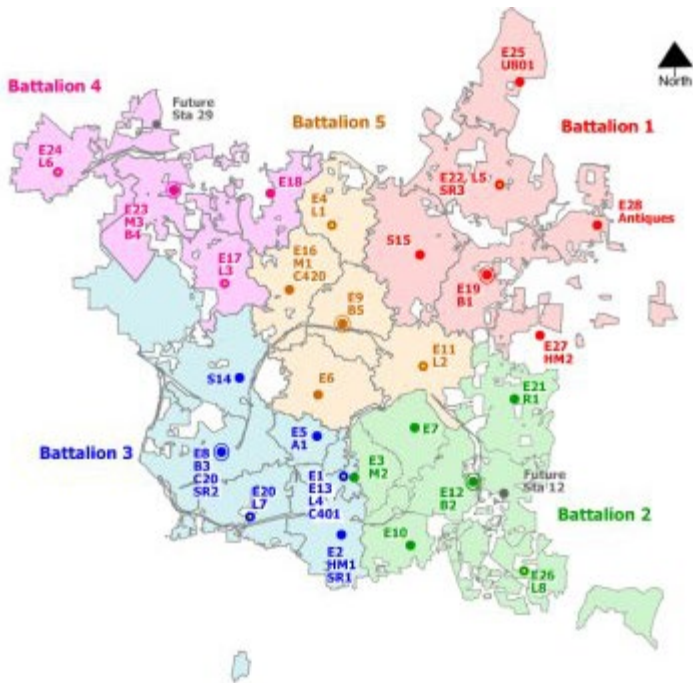 E25
U801
North
Battalion 4
Future
Sta 29
Battalion 5
Battalion 1
E24
L6
E18
E22, L5
SR3
E4
L1
E28
Antiques
E23
M3
B4
S15
E17
L3
E16
M1
C420
E19
B1
E9
B5
E27
HM2
E11
L2
S14
E6
E21
R1
E5
A1
E7
Battalion 3
E8
B3
C20
SR2
E3
M2
E1
E13
L4
C401
E20
L7
E12
B2
Future
Sta 12
Battalion 2
E10
E2
HM1
SR1
E26
L8